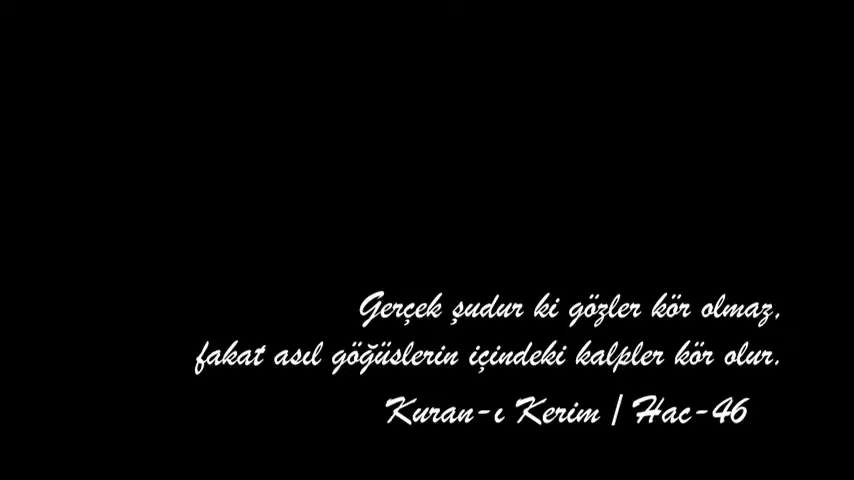 Gerçek şudur ki gözler kör olmaz,
fakat asıl göğüslerin içindeki kalpler kör olur.
Kuran-ı Kerim | Hac-46